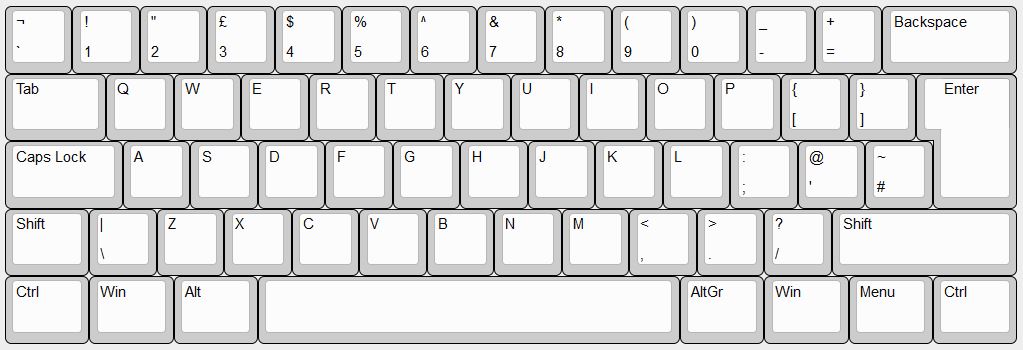 ¬ ! " £ $ % ^ & * ( ) _ + Backspace
` 1 2 3 4 5 6 7 8 9 0 - =
Tab Q W E R T Y U I O P { } Enter
[ ]
Caps Lock A S D F G H J K L : @ ~
; ' #
Shift | Z X C V B N M < > ? Shift
\ , . /
Ctrl Win Alt AltGr Win Menu Ctrl